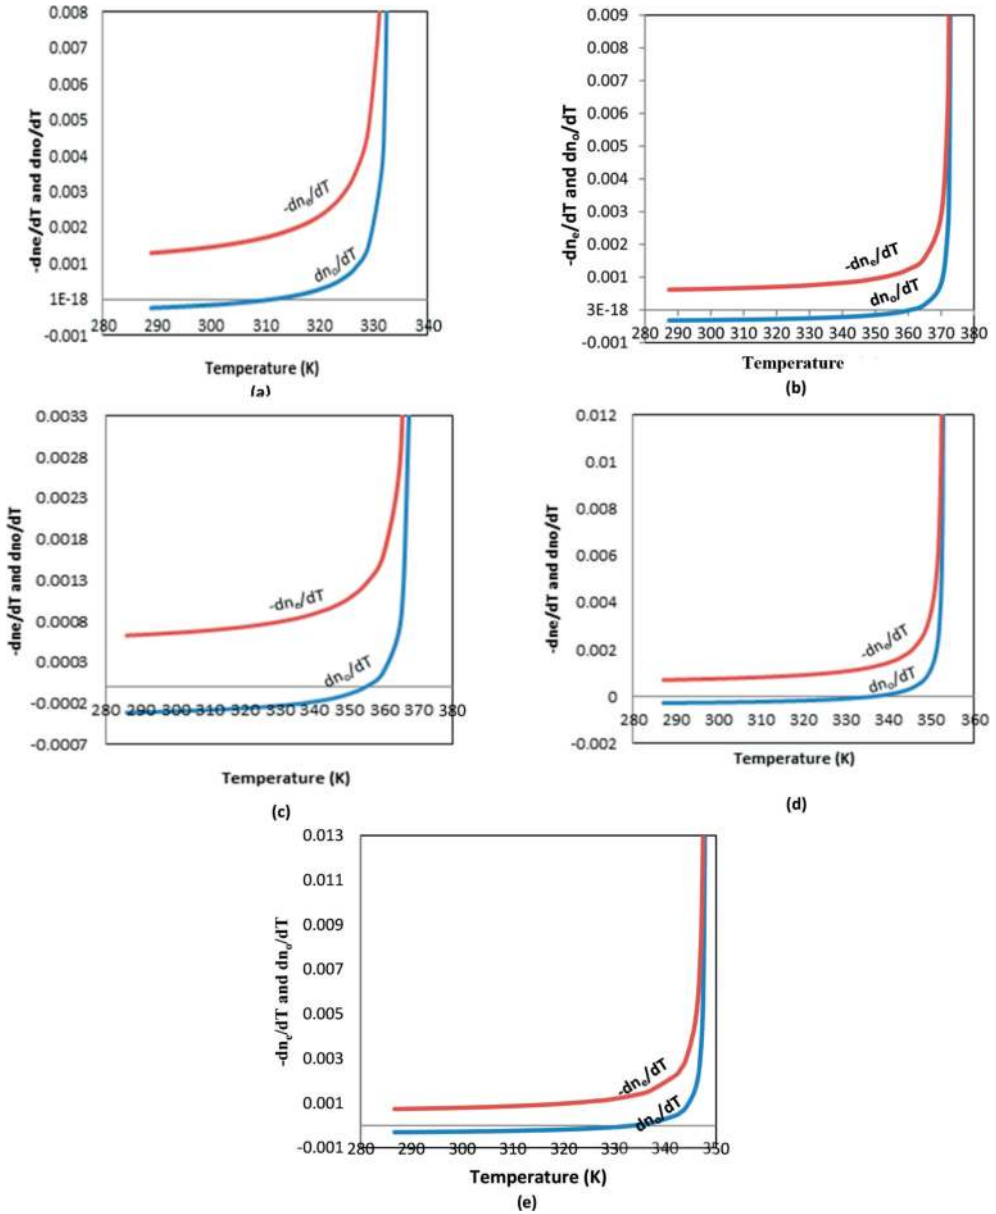 0.008
0.007
0.006
0.005
0.004
0.003
0.002
0.001
1E-18
-0.001
280 290 300 310 320 330 340
-dne/dT and dno/dT
-dnₑ/dT
dnₒ/dT
Temperature (K)
(a)
0.009
0.008
0.007
0.006
0.005
0.004
0.003
0.002
0.001
3E-18
-0.001
280 290 300 310 320 330 340 350 360 370 380
-dnₑ/dT and dnₒ/dT
-dnₑ/dT
dnₒ/dT
Temperature
(b)
0.0033
0.0028
0.0023
0.0018
0.0013
0.0008
0.0003
-0.0002
-0.0007
280 290 300 310 320 330 340 350 360 370 380
-dne/dT and dno/dT
-dnₑ/dT
dnₒ/dT
Temperature (K)
(c)
0.012
0.01
0.008
0.006
0.004
0.002
0
-0.002
280 290 300 310 320 330 340 350 360
-dne/dT and dno/dT
-dnₑ/dT
dnₒ/dT
Temperature (K)
(d)
0.013
0.011
0.009
0.007
0.005
0.003
0.001
-0.001
280 290 300 310 320 330 340 350
-dnₑ/dT and dnₒ/dT
-dnₑ/dT
dnₒ/dT
Temperature (K)
(e)